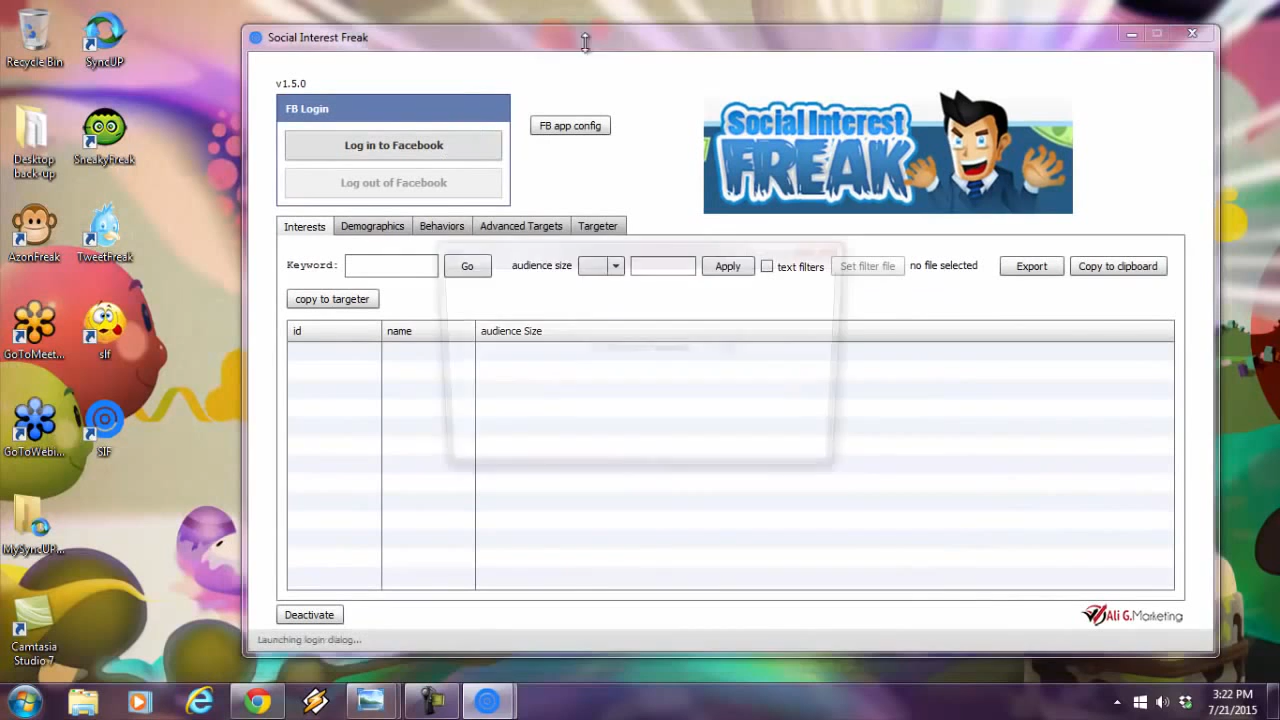 Recycle Bin
SyncUP
Desktop
back-up
SneakyFreak
AzonFreak
TweetFreak
GoToMeet...
slf
GoToWebi...
SIF
MySyncUP...
Camtasia
Studio 7
Social Interest Freak
v1.5.0
FB Login
Log in to Facebook
Log out of Facebook
FB app config
Social Interest
FREAK
Interests
Demographics
Behaviors
Advanced Targets
Targeter
Keyword:
Go
audience size
Apply
text filters
Set filter file
no file selected
Export
Copy to clipboard
copy to targeter
id
name
audience Size
Deactivate
Ali G.Marketing
Launching login dialog...
3:22 PM
7/21/2015